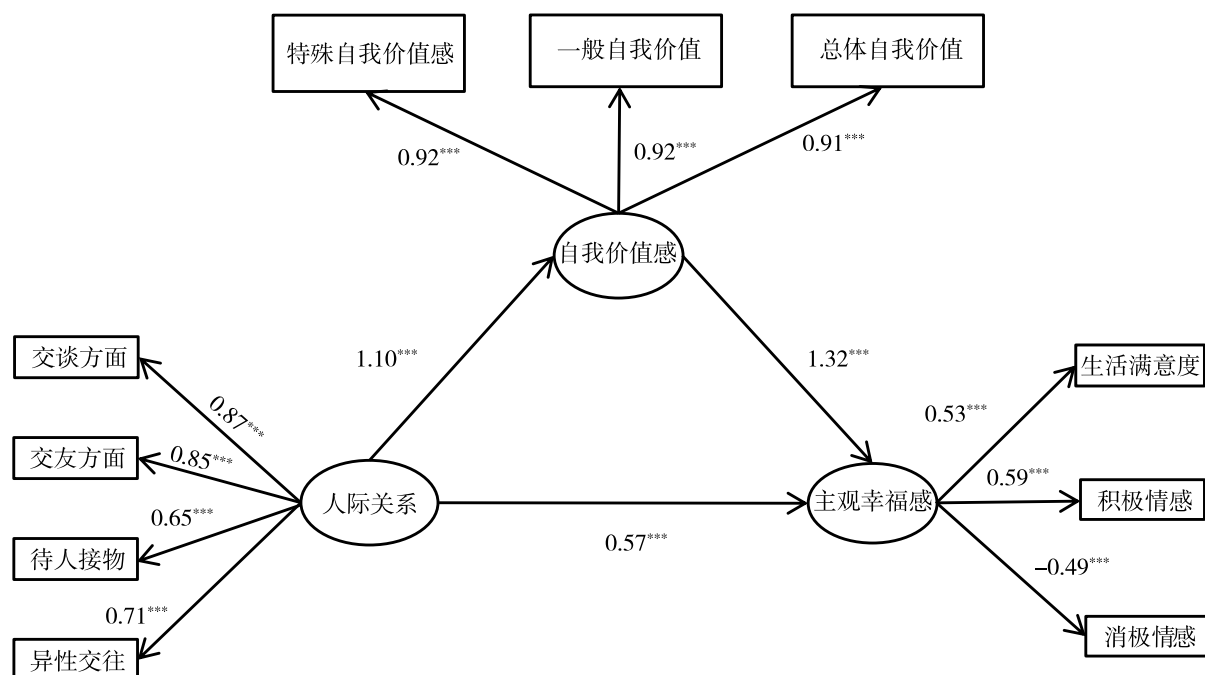 特殊自我价值感
一般自我价值
总体自我价值
0.92***
0.92***
0.91***
自我价值感
1.10***
1.32***
交谈方面
交友方面
待人接物
异性交往
0.87***
0.85***
0.65***
0.71***
人际关系
0.57***
主观幸福感
0.53***
0.59***
−0.49***
生活满意度
积极情感
消极情感